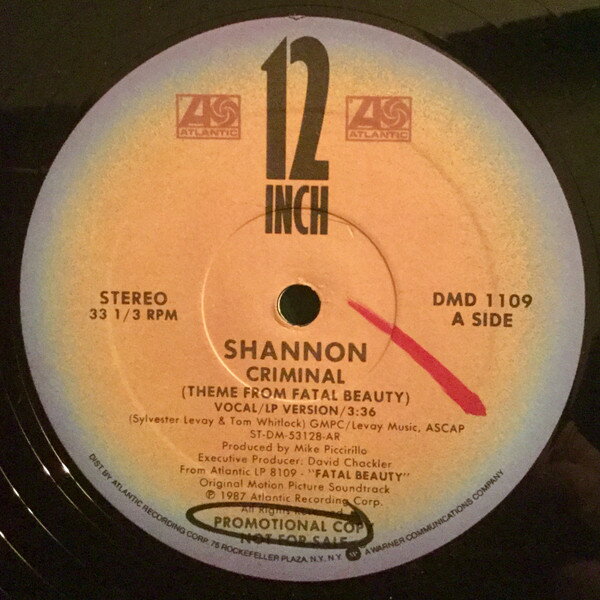 12
INCH
ATLANTIC
ATLANTIC
STEREO
33 1/3 RPM
DMD 1109
A SIDE
SHANNON
CRIMINAL
(THEME FROM FATAL BEAUTY)
VOCAL/LP VERSION/3:36
(Sylvester Levay & Tom Whitlock) GMPC/Levay Music, ASCAP
ST-DM-53128-AR
Produced by Mike Piccirillo
Executive Producer: David Chackler
From Atlantic LP 8109 - "FATAL BEAUTY"
Original Motion Picture Soundtrack
℗ 1987 Atlantic Recording Corp.
All Rights Reserved
PROMOTIONAL COPY
NOT FOR SALE
DIST. BY ATLANTIC RECORDING CORP. 75 ROCKEFELLER PLAZA, N.Y., N.Y. A WARNER COMMUNICATIONS COMPANY